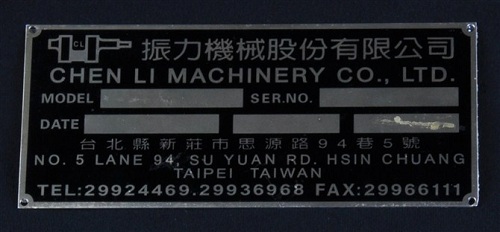 CL 振力機械股份有限公司
CHEN LI MACHINERY CO., LTD.
MODEL SER.NO.
DATE
台北縣新莊市思源路94巷5號
NO. 5 LANE 94, SU YUAN RD. HSIN CHUANG
TAIPEI TAIWAN
TEL:29924469.29936968 FAX:29966111